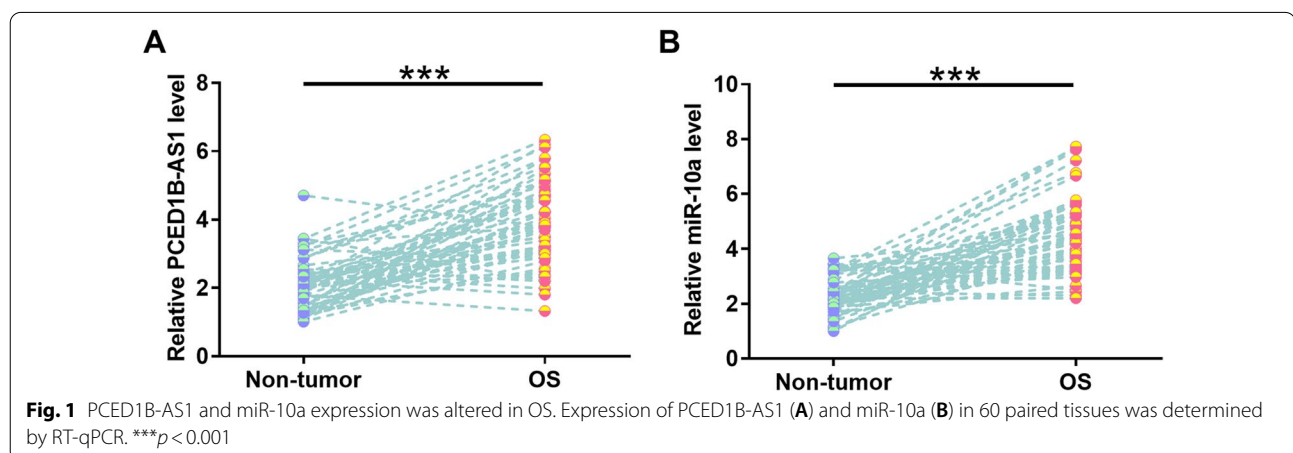 A
***
Relative PCED1B-AS1 level
8
6
4
2
0
Non-tumor
OS
B
***
Relative miR-10a level
10
8
6
4
2
0
Non-tumor
OS
Fig. 1 PCED1B-AS1 and miR-10a expression was altered in OS. Expression of PCED1B-AS1 (A) and miR-10a (B) in 60 paired tissues was determined
by RT-qPCR. ***p < 0.001